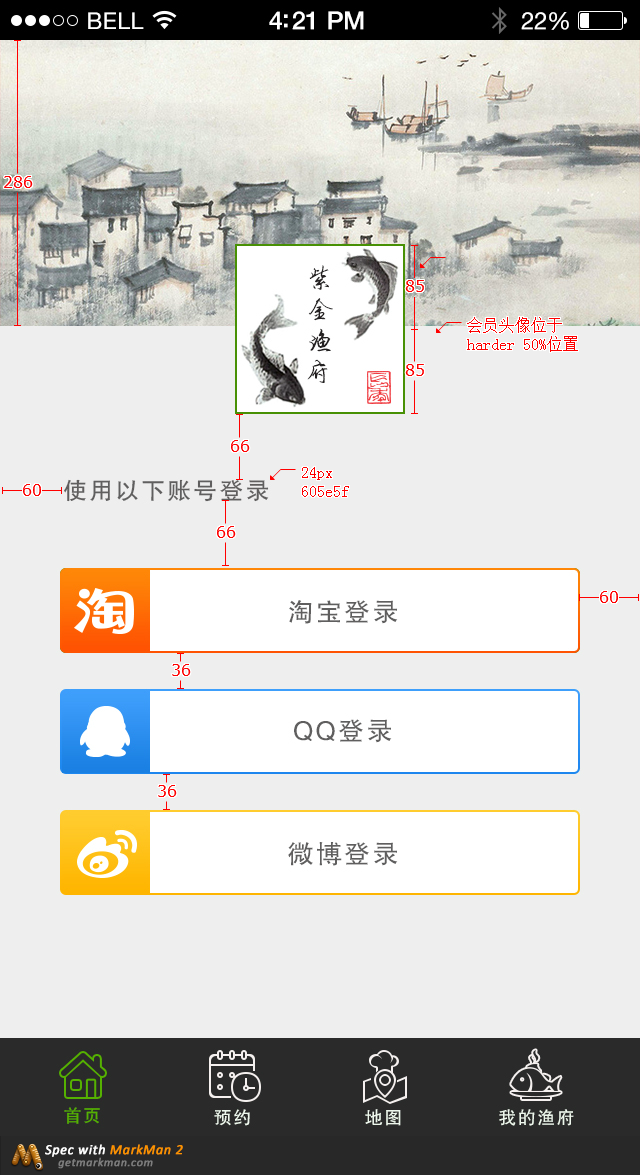 BELL 4:21 PM 22%
286
紫金渔府
85
会员头像位于
harder 50%位置
85
66
60
使用以下账号登录
24px
605e5f
66
淘 淘宝登录
60
36
QQ登录
36
微博登录
首页 预约 地图 我的渔府
Spec with MarkMan 2
getmarkman.com